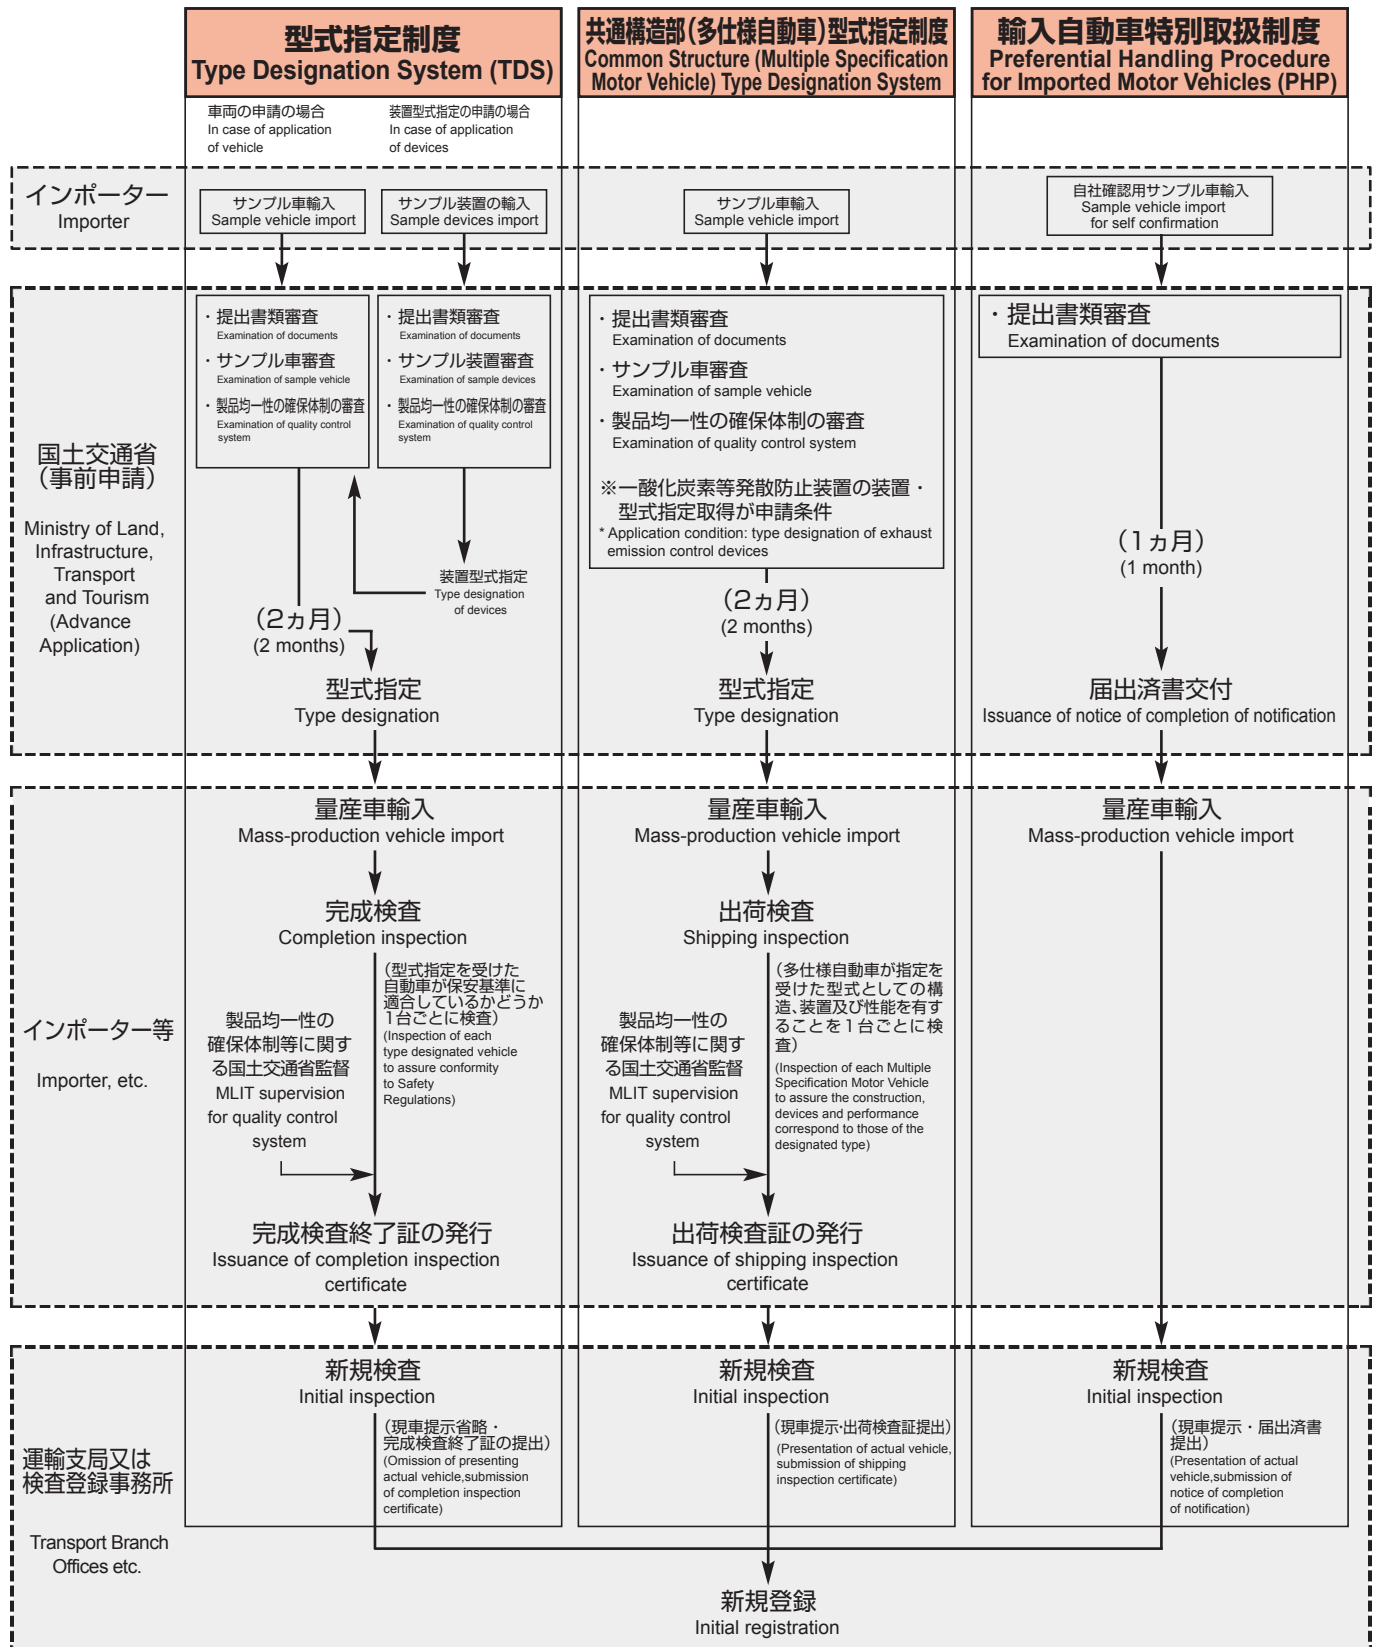 型式指定制度
Type Designation System (TDS)
共通構造部(多仕様自動車)型式指定制度
Common Structure (Multiple Specification
Motor Vehicle) Type Designation System
輸入自動車特別取扱制度
Preferential Handling Procedure
for Imported Motor Vehicles (PHP)
車両の申請の場合
In case of application
of vehicle
装置型式指定の申請の場合
In case of application
of devices
インポーター
Importer
サンプル車輸入
Sample vehicle import
サンプル装置の輸入
Sample devices import
サンプル車輸入
Sample vehicle import
自社確認用サンプル車輸入
Sample vehicle import
for self confirmation
国土交通省
(事前申請)
Ministry of Land,
Infrastructure,
Transport
and Tourism
(Advance
Application)
・提出書類審査
Examination of documents
・サンプル車審査
Examination of sample vehicle
・製品均一性の確保体制の審査
Examination of quality control
system
・提出書類審査
Examination of documents
・サンプル装置審査
Examination of sample devices
・製品均一性の確保体制の審査
Examination of quality control
system
装置型式指定
Type designation
of devices
(2ヵ月)
(2 months)
型式指定
Type designation
・提出書類審査
Examination of documents
・サンプル車審査
Examination of sample vehicle
・製品均一性の確保体制の審査
Examination of quality control system
※一酸化炭素等発散防止装置の装置・
型式指定取得が申請条件
* Application condition: type designation of exhaust
emission control devices
(2ヵ月)
(2 months)
型式指定
Type designation
・提出書類審査
Examination of documents
(1ヵ月)
(1 month)
届出済書交付
Issuance of notice of completion of notification
インポーター等
Importer, etc.
量産車輸入
Mass-production vehicle import
完成検査
Completion inspection
(型式指定を受けた
自動車が保安基準に
適合しているかどうか
1台ごとに検査)
(Inspection of each
type designated vehicle
to assure conformity
to Safety
Regulations)
製品均一性の
確保体制等に関す
る国土交通省監督
MLIT supervision
for quality control
system
完成検査終了証の発行
Issuance of completion inspection
certificate
量産車輸入
Mass-production vehicle import
出荷検査
Shipping inspection
(多仕様自動車が指定を
受けた型式としての構
造、装置及び性能を有す
ることを1台ごとに検
査)
(Inspection of each Multiple
Specification Motor Vehicle
to assure the construction,
devices and performance
correspond to those of the
designated type)
製品均一性の
確保体制等に関す
る国土交通省監督
MLIT supervision
for quality control
system
出荷検査証の発行
Issuance of shipping inspection
certificate
量産車輸入
Mass-production vehicle import
運輸支局又は
検査登録事務所
Transport Branch
Offices etc.
新規検査
Initial inspection
(現車提示省略・
完成検査終了証の提出)
(Omission of presenting
actual vehicle,submission
of completion inspection
certificate)
新規検査
Initial inspection
(現車提示・出荷検査証提出)
(Presentation of actual vehicle,
submission of shipping
inspection certificate)
新規検査
Initial inspection
(現車提示・届出済書
提出)
(Presentation of actual
vehicle,submission of
notice of completion
of notification)
新規登録
Initial registration